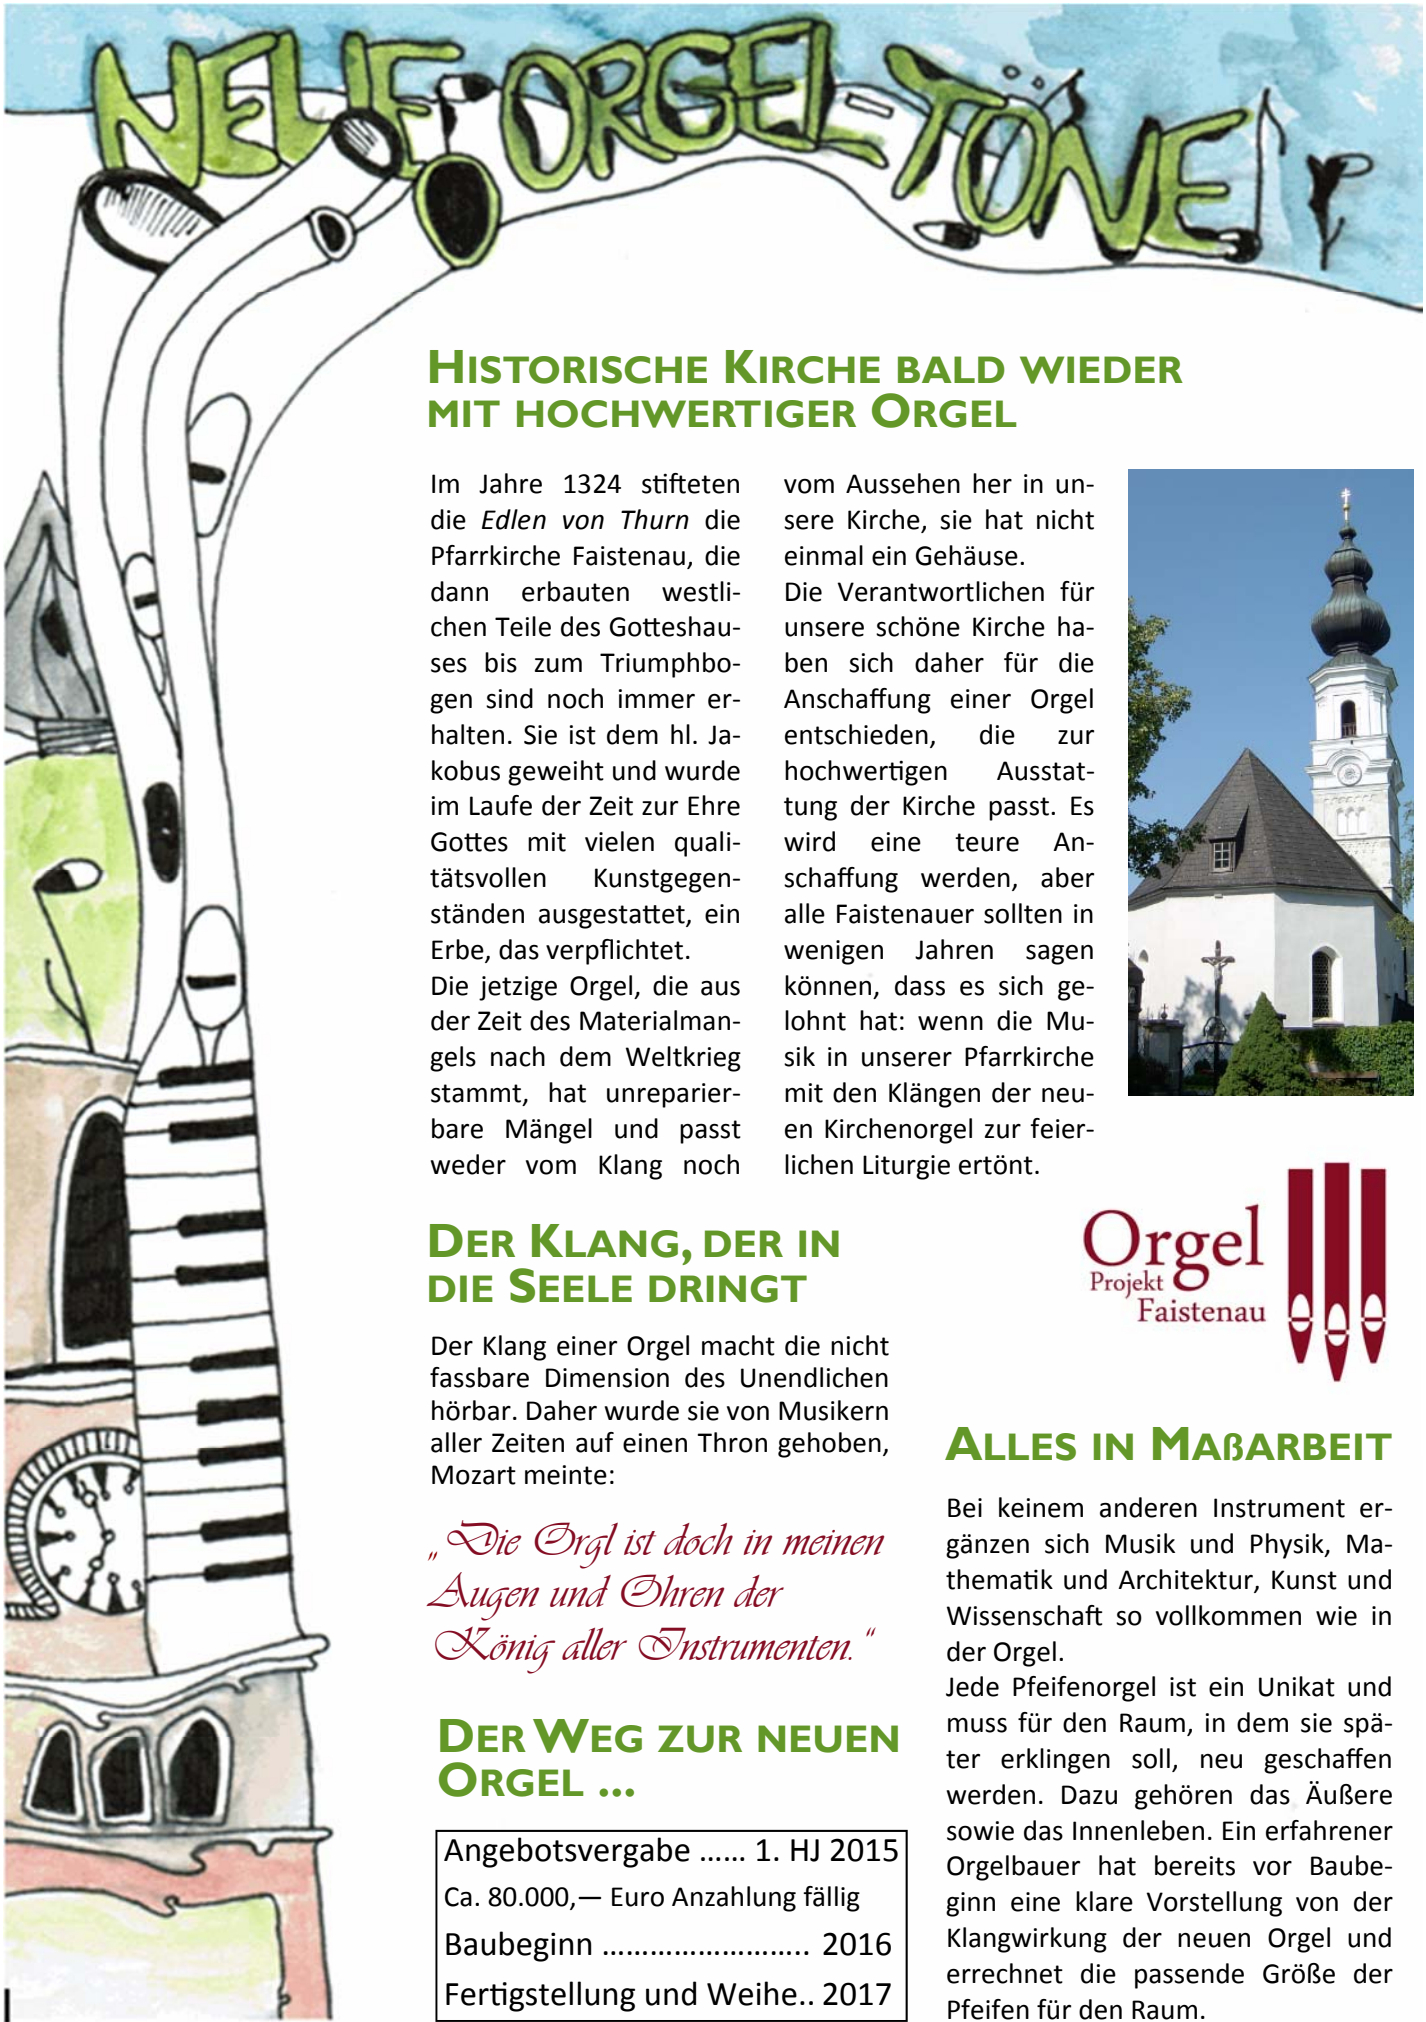 NEUE ORGEL-TÖNE
HISTORISCHE KIRCHE BALD WIEDER
MIT HOCHWERTIGER ORGEL
Im Jahre 1324 stifteten
die Edlen von Thurn die
Pfarrkirche Faistenau, die
dann erbauten westli-
chen Teile des Gotteshau-
ses bis zum Triumphbo-
gen sind noch immer er-
halten. Sie ist dem hl. Ja-
kobus geweiht und wurde
im Laufe der Zeit zur Ehre
Gottes mit vielen quali-
tätsvollen Kunstgegen-
ständen ausgestattet, ein
Erbe, das verpflichtet.
Die jetzige Orgel, die aus
der Zeit des Materialman-
gels nach dem Weltkrieg
stammt, hat unreparier-
bare Mängel und passt
weder vom Klang noch
vom Aussehen her in un-
sere Kirche, sie hat nicht
einmal ein Gehäuse.
Die Verantwortlichen für
unsere schöne Kirche ha-
ben sich daher für die
Anschaffung einer Orgel
entschieden, die zur
hochwertigen Ausstat-
tung der Kirche passt. Es
wird eine teure An-
schaffung werden, aber
alle Faistenauer sollten in
wenigen Jahren sagen
können, dass es sich ge-
lohnt hat: wenn die Mu-
sik in unserer Pfarrkirche
mit den Klängen der neu-
en Kirchenorgel zur feier-
lichen Liturgie ertönt.
Orgel
Projekt
Faistenau
DER KLANG, DER IN
DIE SEELE DRINGT
Der Klang einer Orgel macht die nicht
fassbare Dimension des Unendlichen
hörbar. Daher wurde sie von Musikern
aller Zeiten auf einen Thron gehoben,
Mozart meinte:
„Die Orgl ist doch in meinen
Augen und Ohren der
König aller Instrumenten."
DER WEG ZUR NEUEN
ORGEL ...
Angebotsvergabe ...... 1. HJ 2015
Ca. 80.000,— Euro Anzahlung fällig
Baubeginn ........................ 2016
Fertigstellung und Weihe.. 2017
ALLES IN MAßARBEIT
Bei keinem anderen Instrument er-
gänzen sich Musik und Physik, Ma-
thematik und Architektur, Kunst und
Wissenschaft so vollkommen wie in
der Orgel.
Jede Pfeifenorgel ist ein Unikat und
muss für den Raum, in dem sie spä-
ter erklingen soll, neu geschaffen
werden. Dazu gehören das Äußere
sowie das Innenleben. Ein erfahrener
Orgelbauer hat bereits vor Baube-
ginn eine klare Vorstellung von der
Klangwirkung der neuen Orgel und
errechnet die passende Größe der
Pfeifen für den Raum.